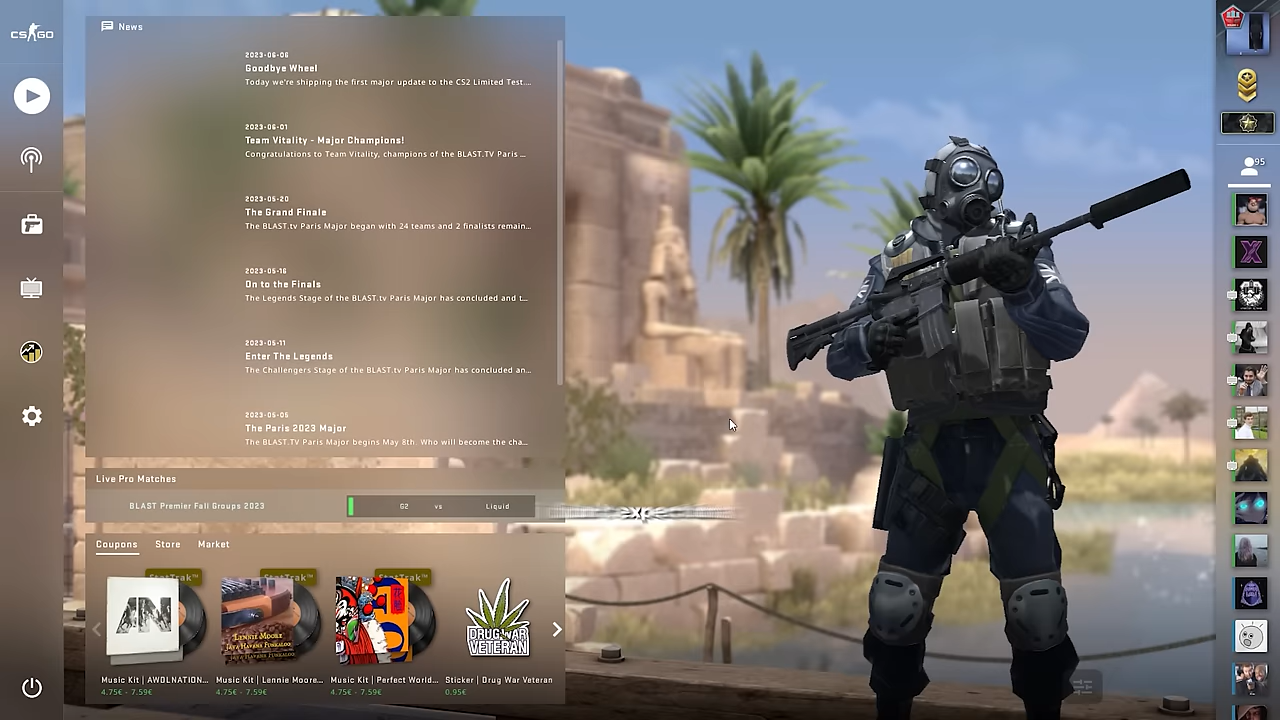 CS GO
News
2023-06-06
Goodbye Wheel
Today we're shipping the first major update to the CS2 Limited Test...
2023-06-01
Team Vitality - Major Champions!
Congratulations to Team Vitality, champions of the BLAST.TV Paris ...
2023-05-20
The Grand Finale
The BLAST.tv Paris Major began with 24 teams and 2 finalists remain...
2023-05-16
On to the Finals
The Legends Stage of the BLAST.tv Paris Major has concluded and t...
2023-05-11
Enter The Legends
The Challengers Stage of the BLAST.tv Paris Major has concluded an...
2023-05-05
The Paris 2023 Major
The BLAST.TV Paris Major begins May 8th. Who will become the cha...
Live Pro Matches
BLAST Premier Fall Groups 2023
G2 vs Liquid
Coupons Store Market
StatTrak™ StatTrak™ StatTrak™
DRUG WAR VETERAN
Music Kit | AWOLNATION... Music Kit | Lennie Moore... Music Kit | Perfect World... Sticker | Drug War Veteran
4.75€ - 7.59€ 4.75€ - 7.59€ 4.75€ - 7.59€ 0.95€
95